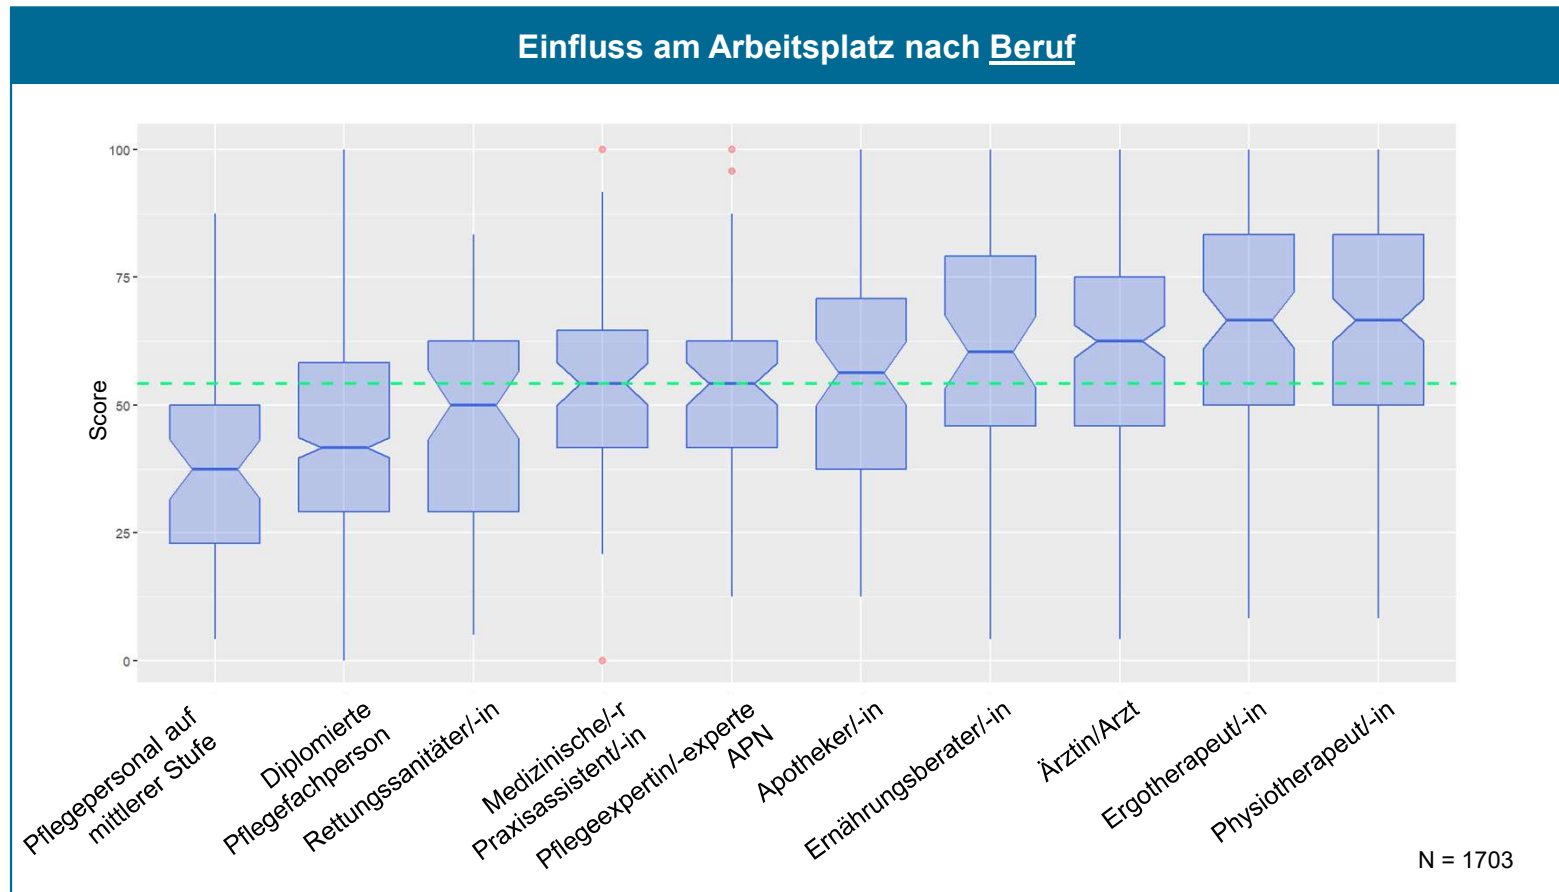 Einfluss am Arbeitsplatz nach Beruf
100
75
50
25
0
Score
Pflegepersonal auf
mittlerer Stufe
Diplomierte
Pflegefachperson
Rettungssanitäter/-in
Medizinische/-r
Praxisassistent/-in
Pflegeexpertin/-experte
APN
Apotheker/-in
Ernährungsberater/-in
Ärztin/Arzt
Ergotherapeut/-in
Physiotherapeut/-in
N = 1703